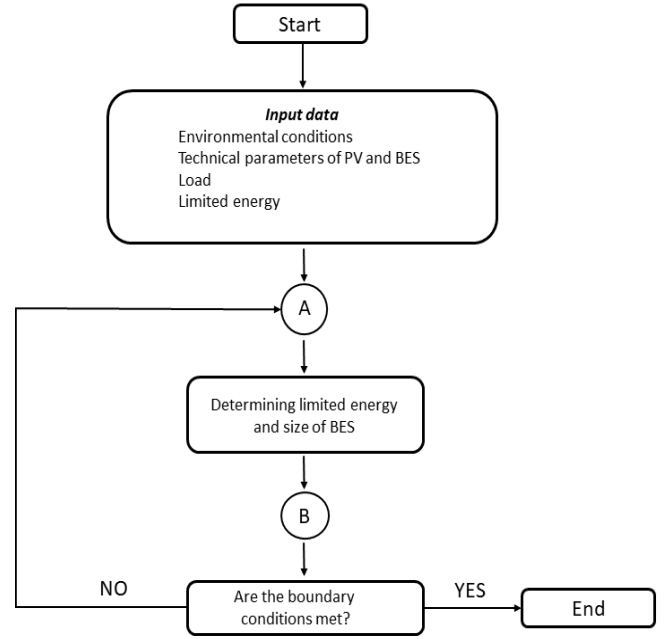 Start
Input data
Environmental conditions
Technical parameters of PV and BES
Load
Limited energy
A
Determining limited energy
and size of BES
B
NO
Are the boundary
conditions met?
YES
End